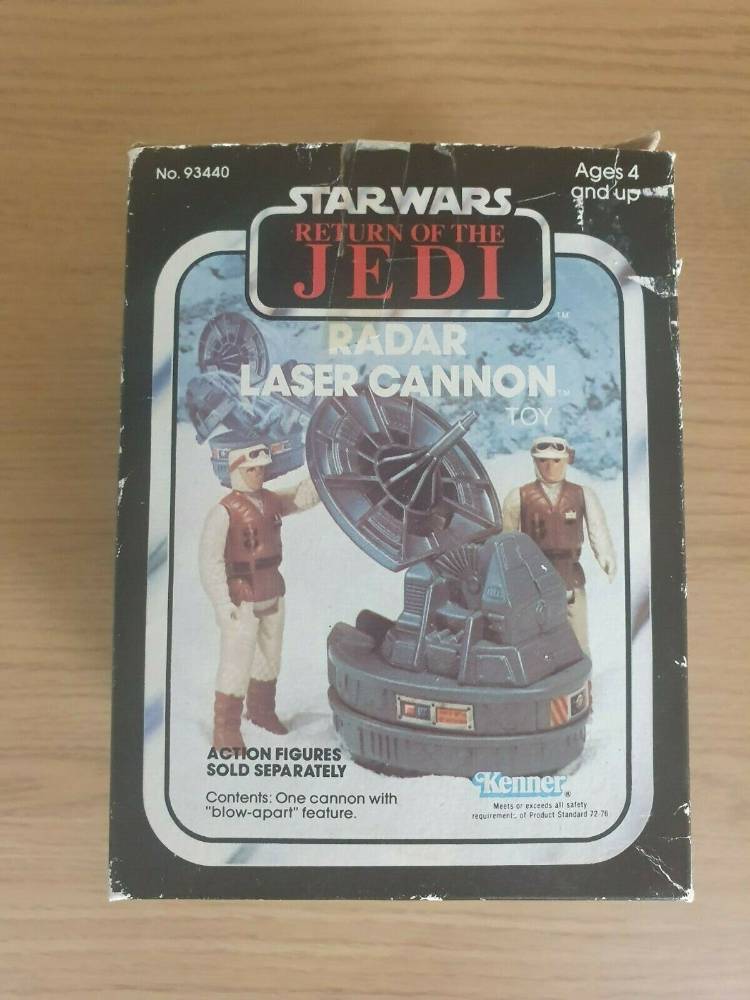 No. 93440
Ages 4
and up
STAR WARS
RETURN OF THE
JEDI
TM
RADAR
LASER CANNON
TM
TOY
ACTION FIGURES
SOLD SEPARATELY
Contents: One cannon with
"blow-apart" feature.
Kenner®
Meets or exceeds all safety
requirements of Product Standard 72-76